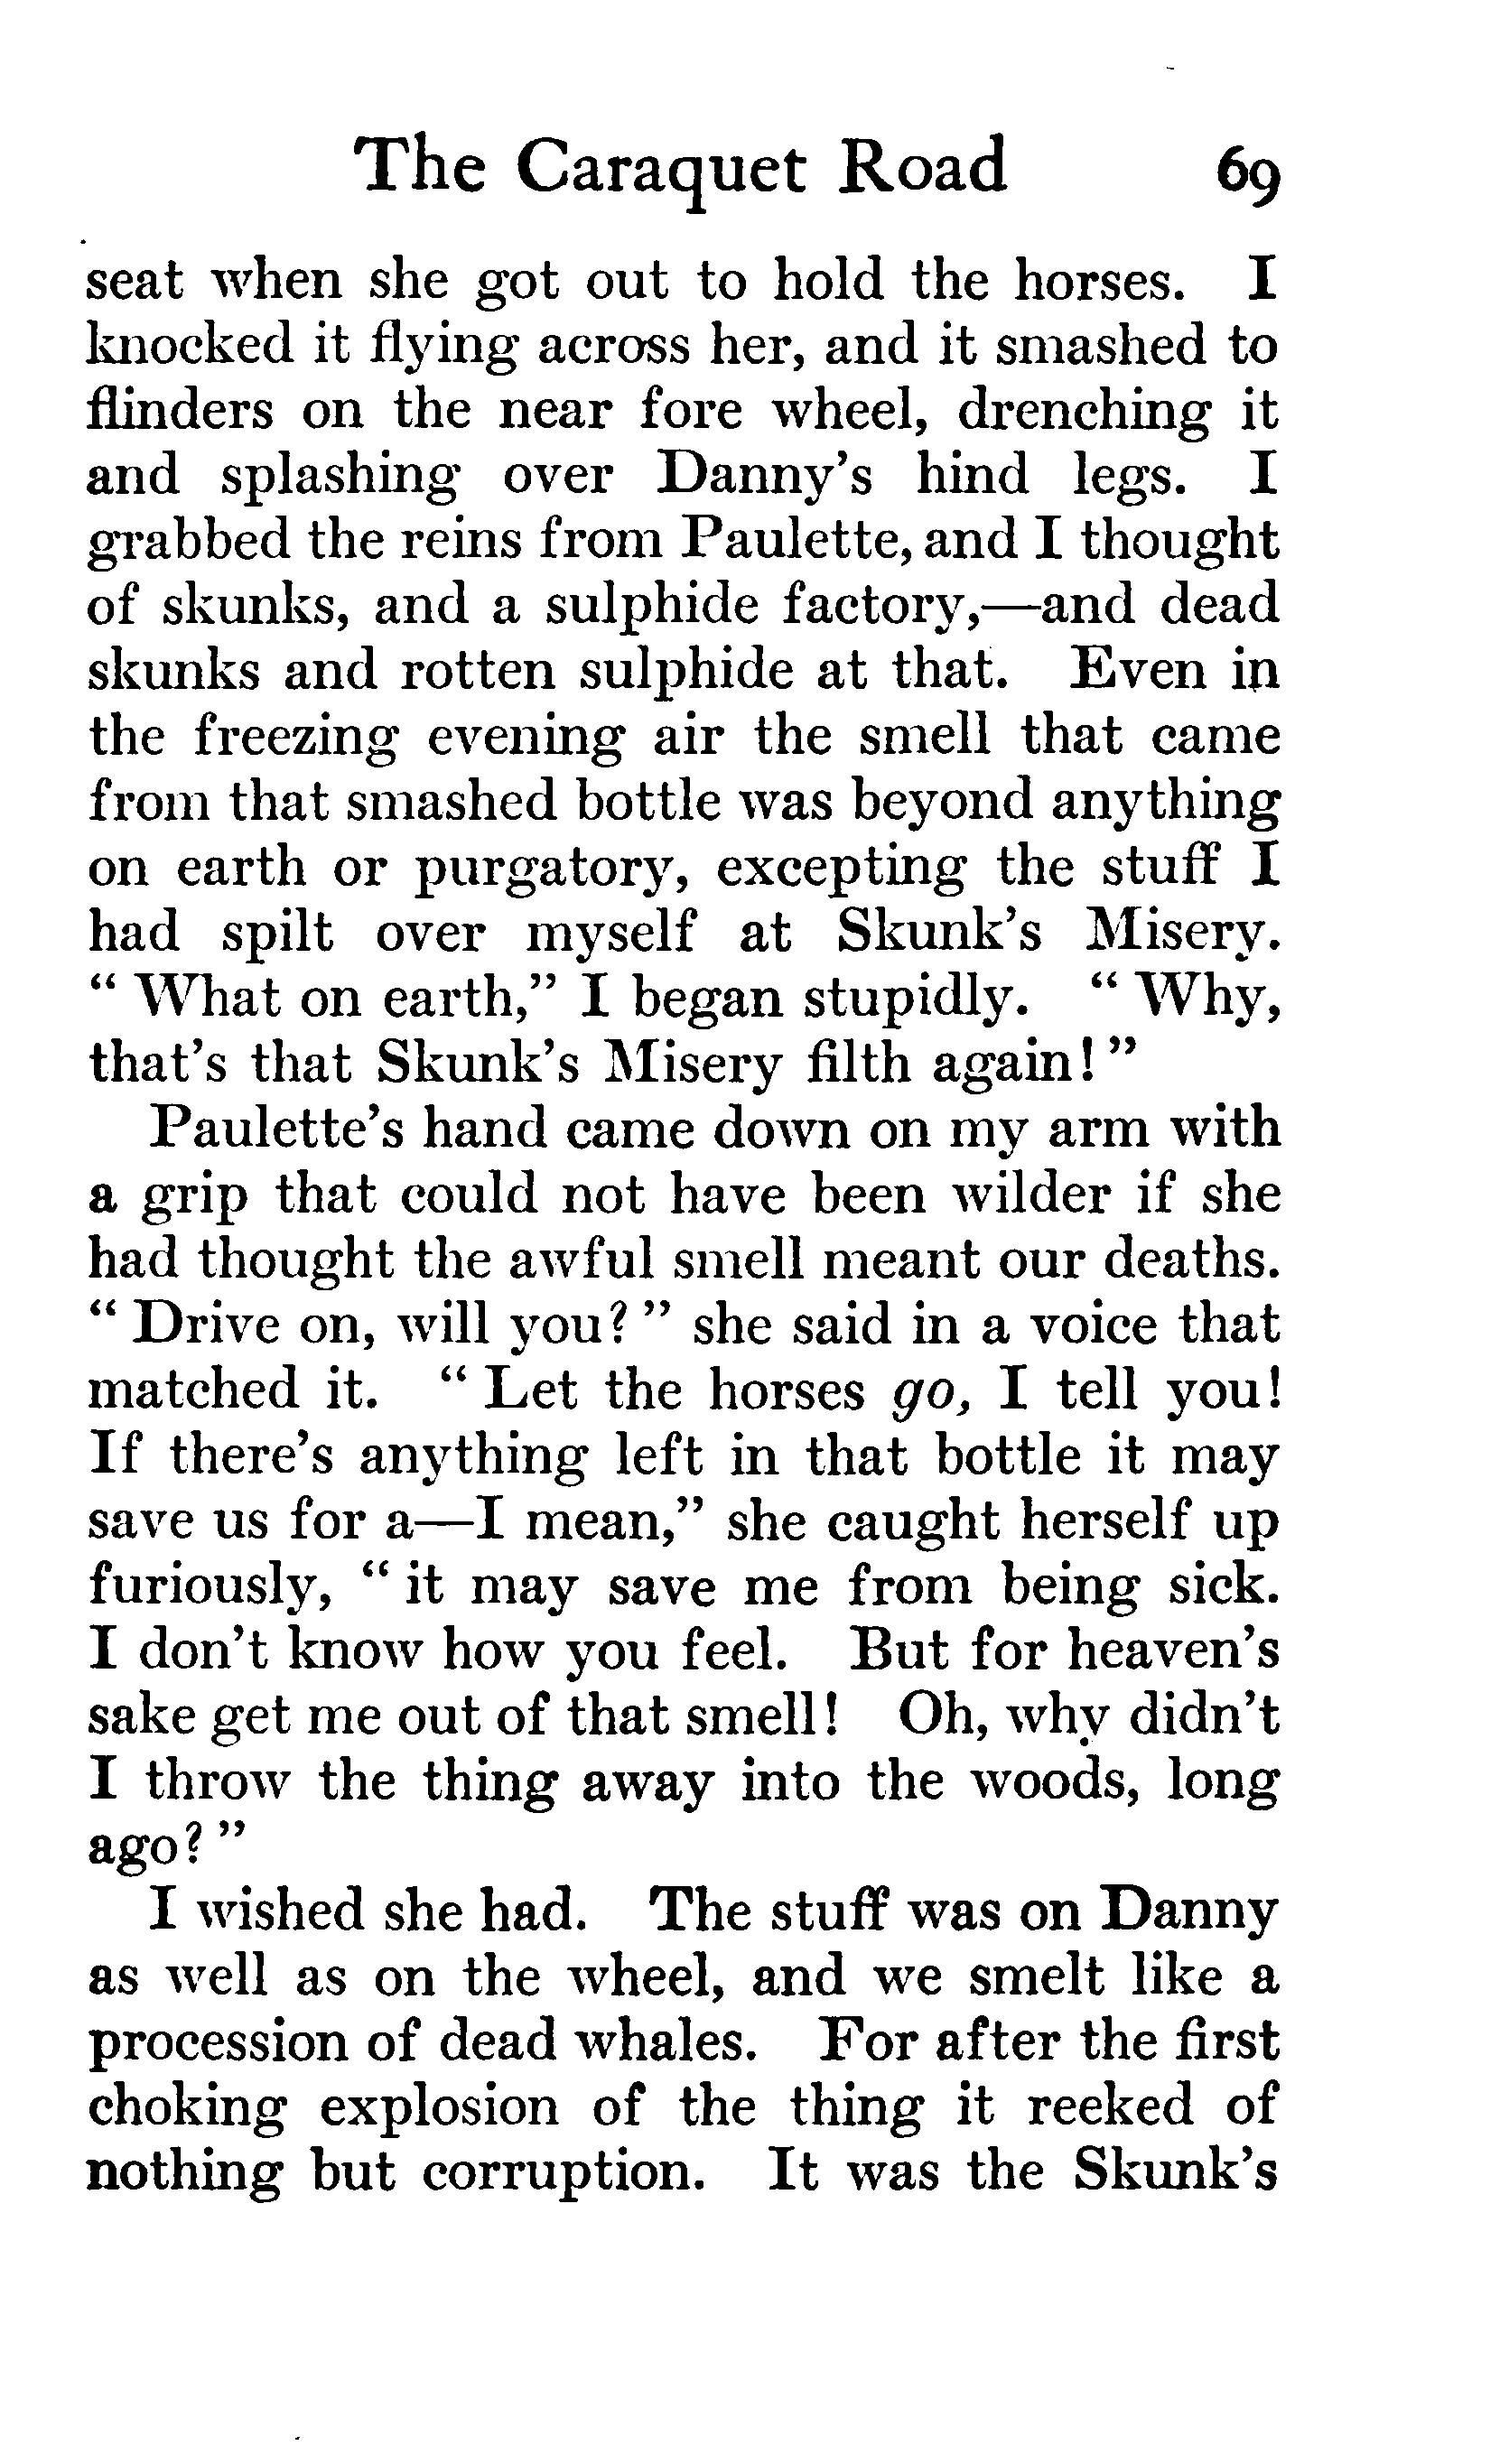 The Caraquet Road 69
seat when she got out to hold the horses. I
knocked it flying across her, and it smashed to
flinders on the near fore wheel, drenching it
and splashing over Danny's hind legs. I
grabbed the reins from Paulette, and I thought
of skunks, and a sulphide factory,—and dead
skunks and rotten sulphide at that. Even in
the freezing evening air the smell that came
from that smashed bottle was beyond anything
on earth or purgatory, excepting the stuff I
had spilt over myself at Skunk's Misery.
“ What on earth,” I began stupidly. “ Why,
that's that Skunk's Misery filth again! ”
Paulette's hand came down on my arm with
a grip that could not have been wilder if she
had thought the awful smell meant our deaths.
“ Drive on, will you? ” she said in a voice that
matched it. “ Let the horses go, I tell you!
If there's anything left in that bottle it may
save us for a—I mean,” she caught herself up
furiously, “ it may save me from being sick.
I don't know how you feel. But for heaven's
sake get me out of that smell! Oh, why didn't
I throw the thing away into the woods, long
ago? ”
I wished she had. The stuff was on Danny
as well as on the wheel, and we smelt like a
procession of dead whales. For after the first
choking explosion of the thing it reeked of
nothing but corruption. It was the Skunk's